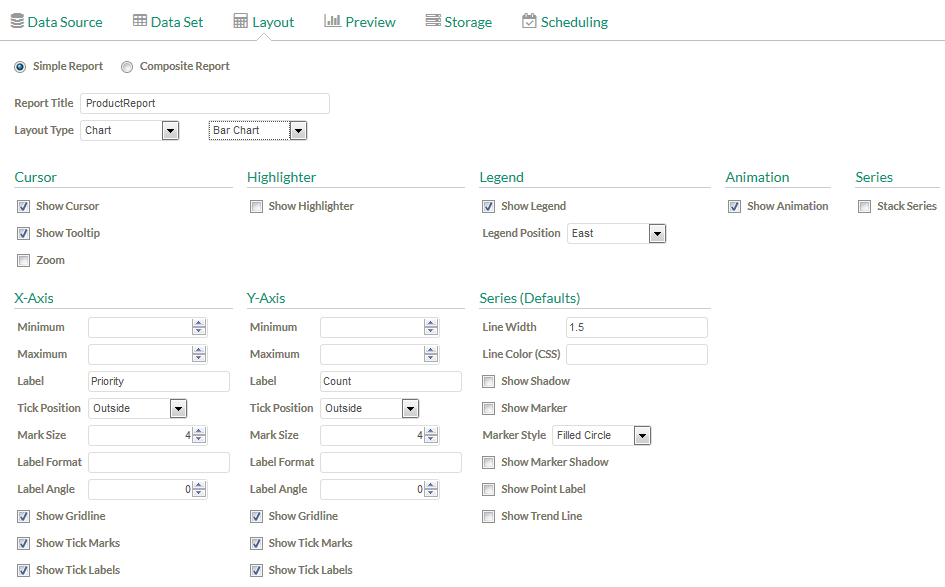 Data Source Data Set Layout Preview Storage Scheduling
Simple Report Composite Report
Report Title ProductReport
Layout Type Chart Bar Chart
Cursor Highlighter Legend Animation Series
Show Cursor Show Highlighter Show Legend Show Animation Stack Series
Show Tooltip Legend Position East
Zoom
X-Axis Y-Axis Series (Defaults)
Minimum Minimum Line Width 1.5
Maximum Maximum Line Color (CSS)
Label Priority Label Count Show Shadow
Tick Position Outside Tick Position Outside Show Marker
Mark Size 4 Mark Size 4 Marker Style Filled Circle
Label Format Label Format Show Marker Shadow
Label Angle 0 Label Angle 0 Show Point Label
Show Gridline Show Gridline Show Trend Line
Show Tick Marks Show Tick Marks
Show Tick Labels Show Tick Labels